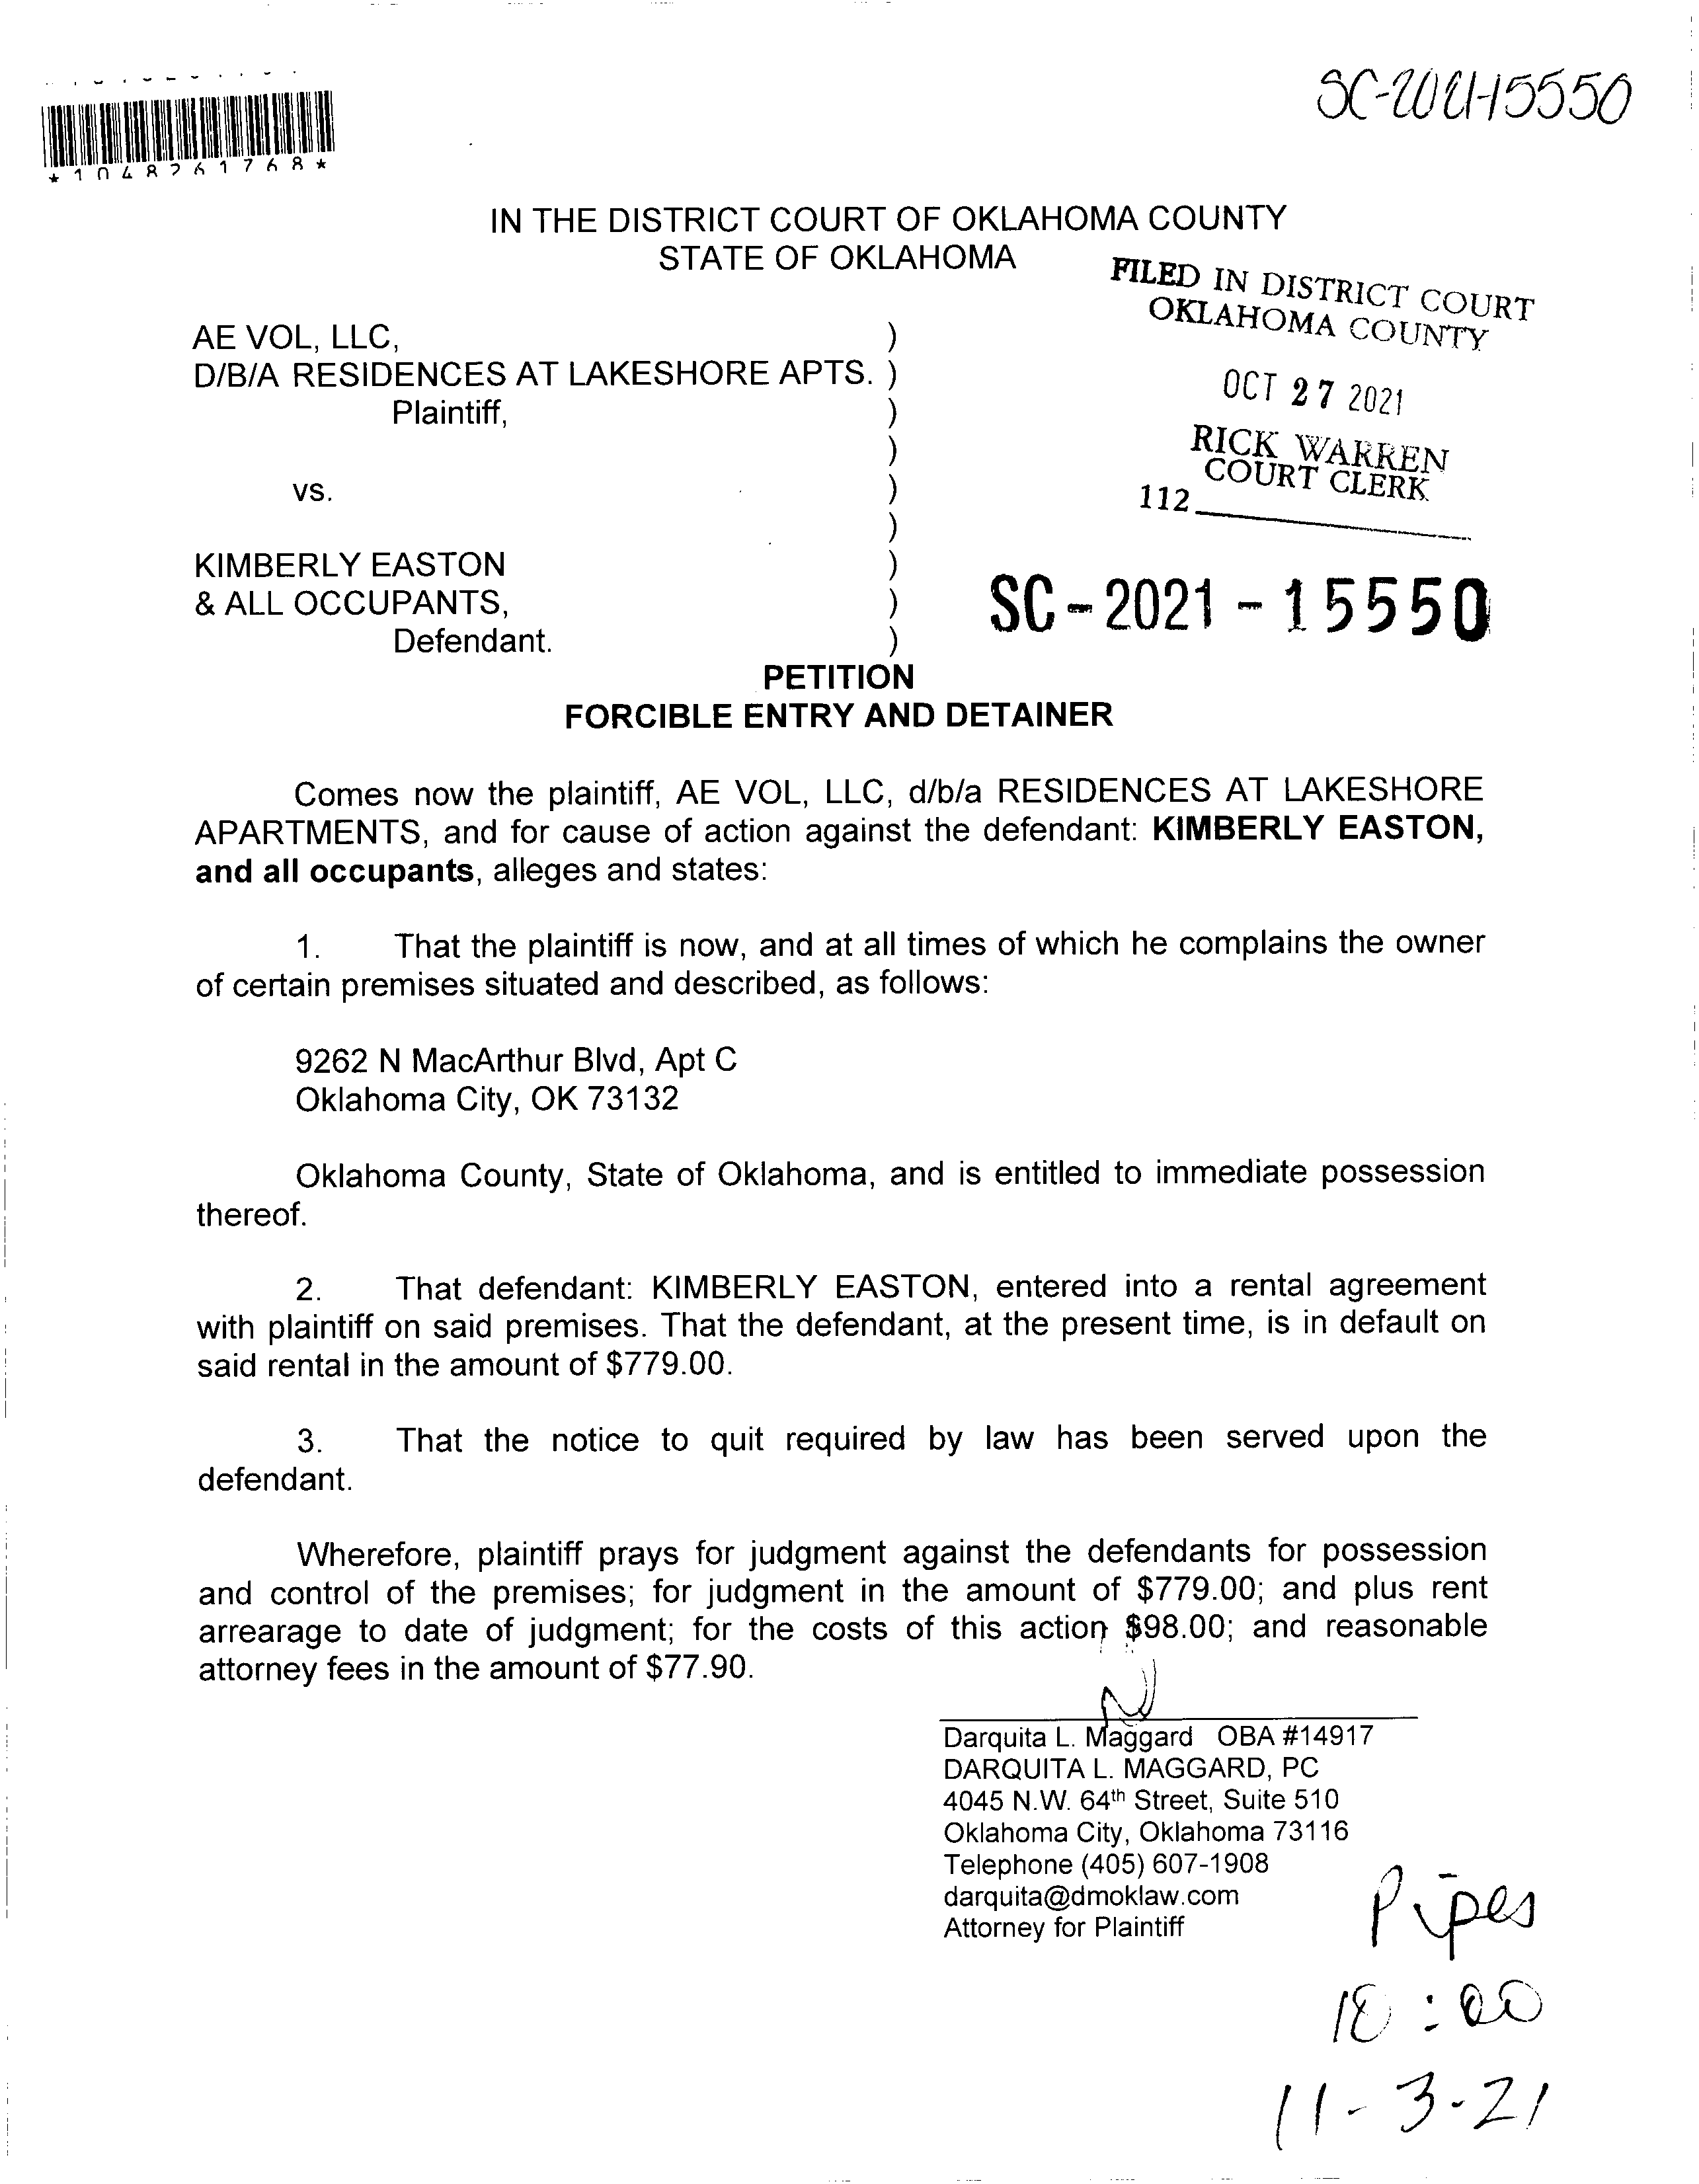 SC-2021-15550
*1048261768*
IN THE DISTRICT COURT OF OKLAHOMA COUNTY
STATE OF OKLAHOMA
FILED IN DISTRICT COURT
OKLAHOMA COUNTY
OCT 27 2021
RICK WARREN
COURT CLERK
112
AE VOL, LLC, )
D/B/A RESIDENCES AT LAKESHORE APTS. )
Plaintiff, )
)
vs. )
)
KIMBERLY EASTON )
& ALL OCCUPANTS, )
Defendant. )
SC-2021-15550
PETITION
FORCIBLE ENTRY AND DETAINER
Comes now the plaintiff, AE VOL, LLC, d/b/a RESIDENCES AT LAKESHORE
APARTMENTS, and for cause of action against the defendant: KIMBERLY EASTON,
and all occupants, alleges and states:
1. That the plaintiff is now, and at all times of which he complains the owner
of certain premises situated and described, as follows:
9262 N MacArthur Blvd, Apt C
Oklahoma City, OK 73132
Oklahoma County, State of Oklahoma, and is entitled to immediate possession
thereof.
2. That defendant: KIMBERLY EASTON, entered into a rental agreement
with plaintiff on said premises. That the defendant, at the present time, is in default on
said rental in the amount of $779.00.
3. That the notice to quit required by law has been served upon the
defendant.
Wherefore, plaintiff prays for judgment against the defendants for possession
and control of the premises; for judgment in the amount of $779.00; and plus rent
arrearage to date of judgment; for the costs of this action $98.00; and reasonable
attorney fees in the amount of $77.90.
Darquita L. Maggard OBA #14917
DARQUITA L. MAGGARD, PC
4045 N.W. 64th Street, Suite 510
Oklahoma City, Oklahoma 73116
Telephone (405) 607-1908
darquita@dmoklaw.com
Attorney for Plaintiff
Pipes
10:00
11-3-21